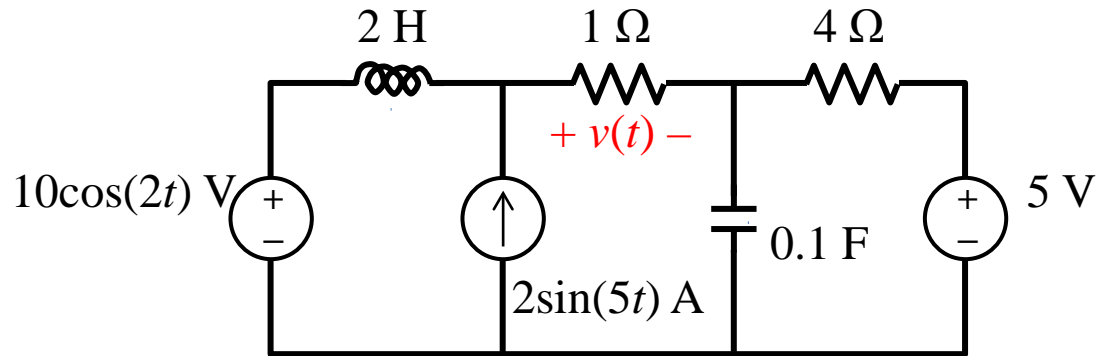 2 H 1 Ω 4 Ω
+ v(t) –
10cos(2t) V + – + – 5 V
0.1 F
2sin(5t) A